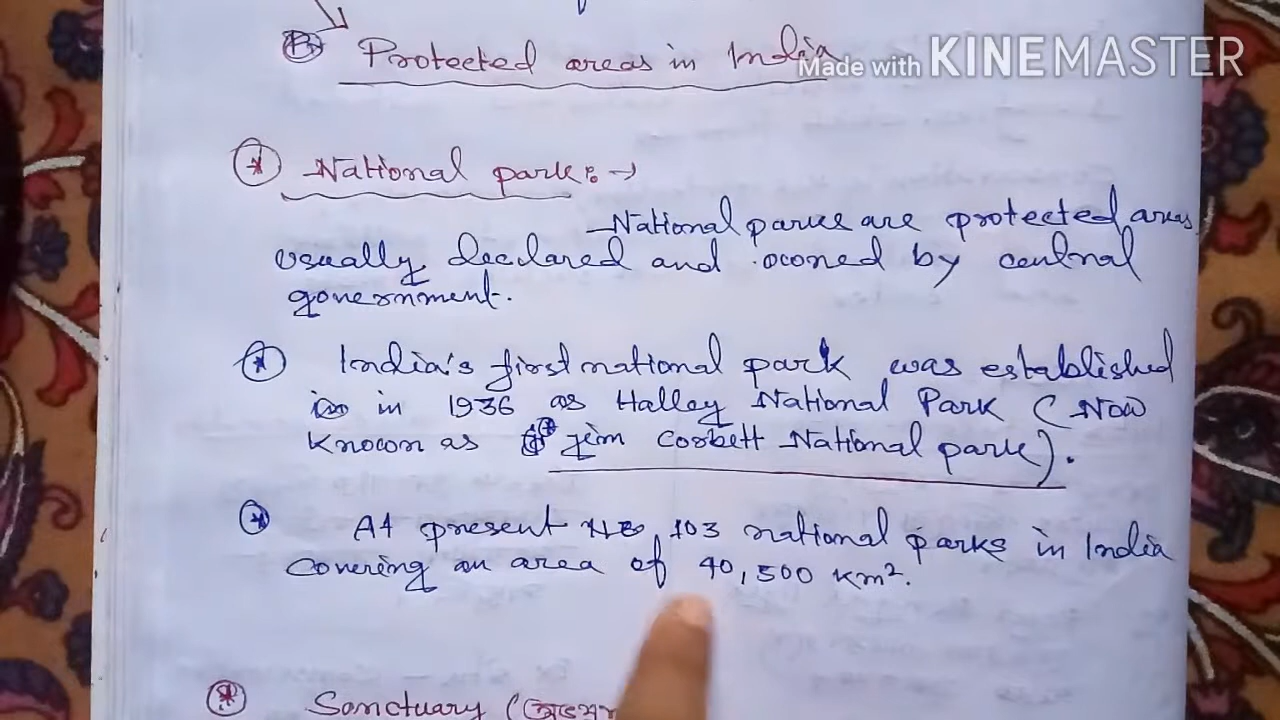 B Protected areas in India
Made with KINEMASTER
* National park :→
National parks are protected areas
usually declared and owned by central
government.
* India's first national park was established
in 1936 as Halley National Park (Now
known as Jim Corbett National park).
* At present 103 national parks in India
covering an area of 40,500 km².
* Sanctuary (